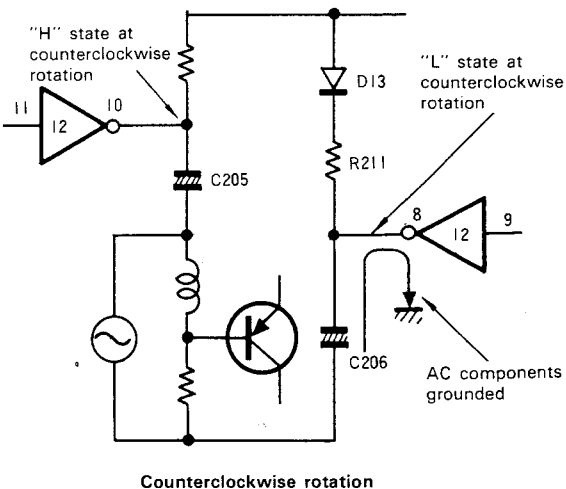 "H" state at
counterclockwise
rotation
"L" state at
counterclockwise
rotation
D13
11
10
12
R211
C205
8
9
12
C206
AC components
grounded
Counterclockwise rotation